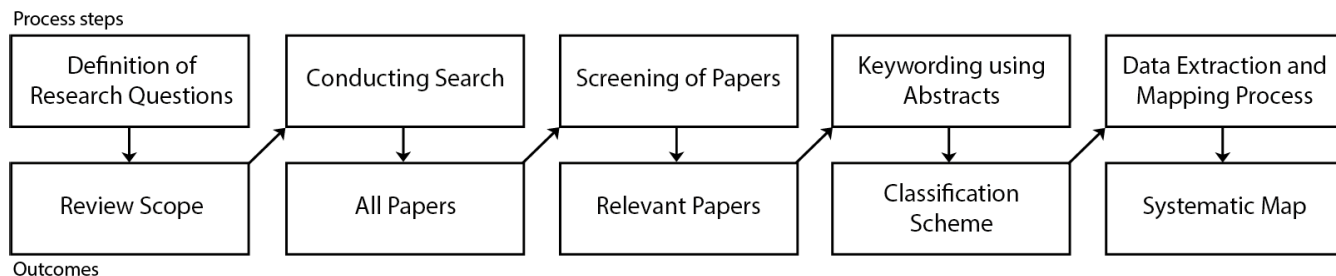 Process steps
Definition of
Research Questions
Conducting Search
Screening of Papers
Keywording using
Abstracts
Data Extraction and
Mapping Process
Review Scope
All Papers
Relevant Papers
Classification
Scheme
Systematic Map
Outcomes